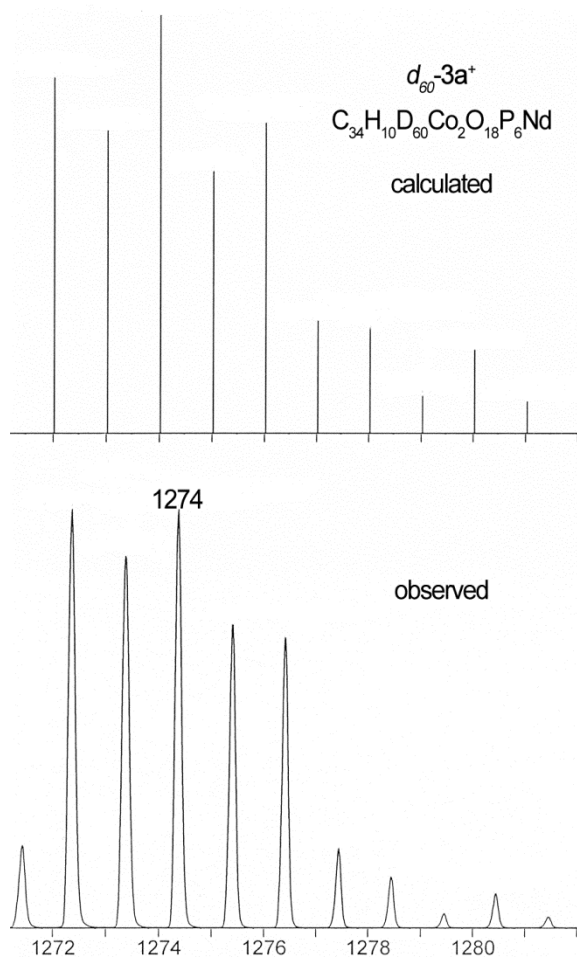 d₆₀-3a⁺
C₃₄H₁₀D₆₀Co₂O₁₈P₆Nd
calculated
1274
observed
1272 1274 1276 1278 1280